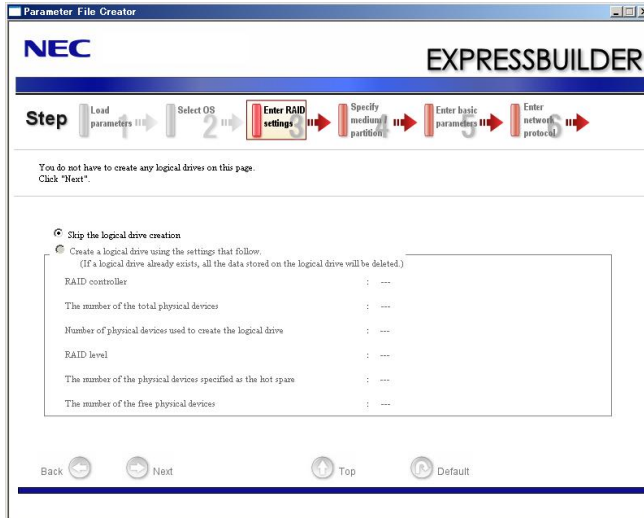 Parameter File Creator
NEC
EXPRESSBUILDER
Step
Load parameters 1
Select OS 2
Enter RAID settings 3
Specify medium / partition 4
Enter basic parameters 5
Enter network protocol 6
You do not have to create any logical drives on this page.
Click "Next".
Skip the logical drive creation
Create a logical drive using the settings that follow.
(If a logical drive already exists, all the data stored on the logical drive will be deleted.)
RAID controller : ---
The number of the total physical devices : ---
Number of physical devices used to create the logical drive : ---
RAID level : ---
The number of the physical devices specified as the hot spare : ---
The number of the free physical devices : ---
Back Next Top Default